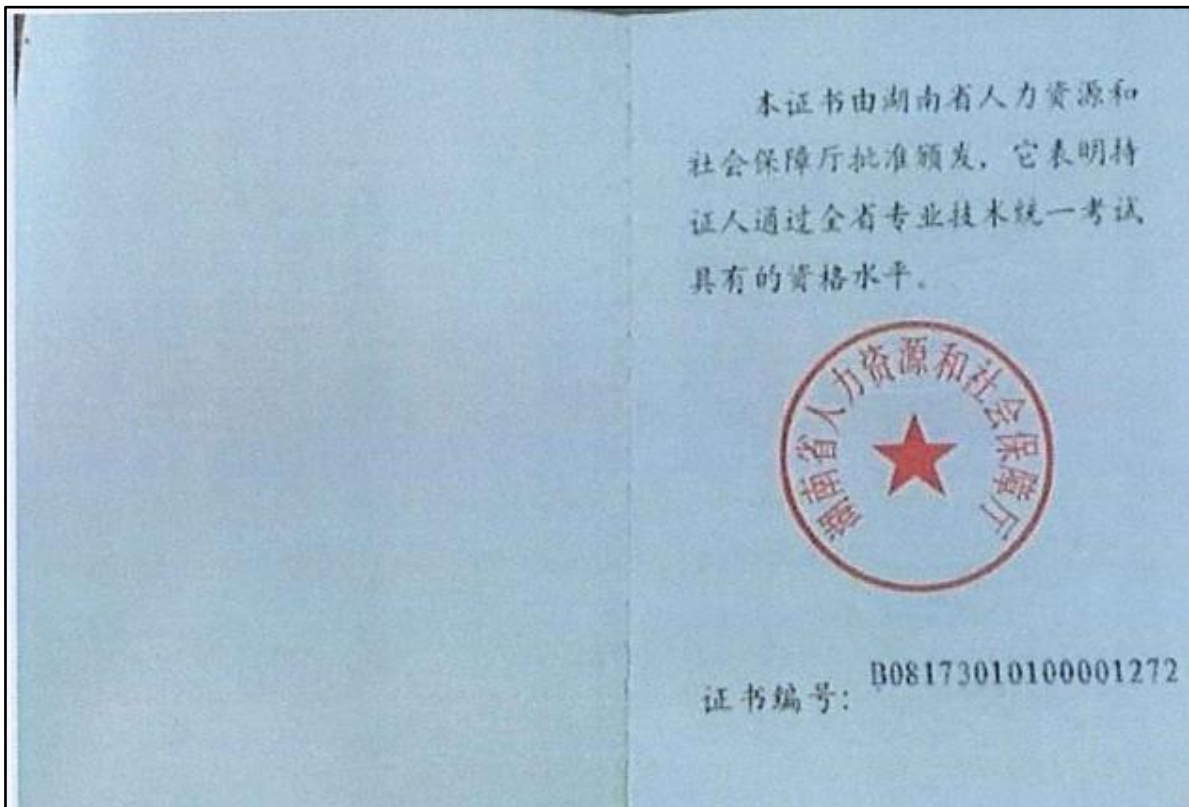 本证书由湖南省人力资源和
社会保障厅批准颁发，它表明持
证人通过全省专业技术统一考试
具有的资格水平。
湖南省人力资源和社会保障厅
证书编号：B08173010100001272